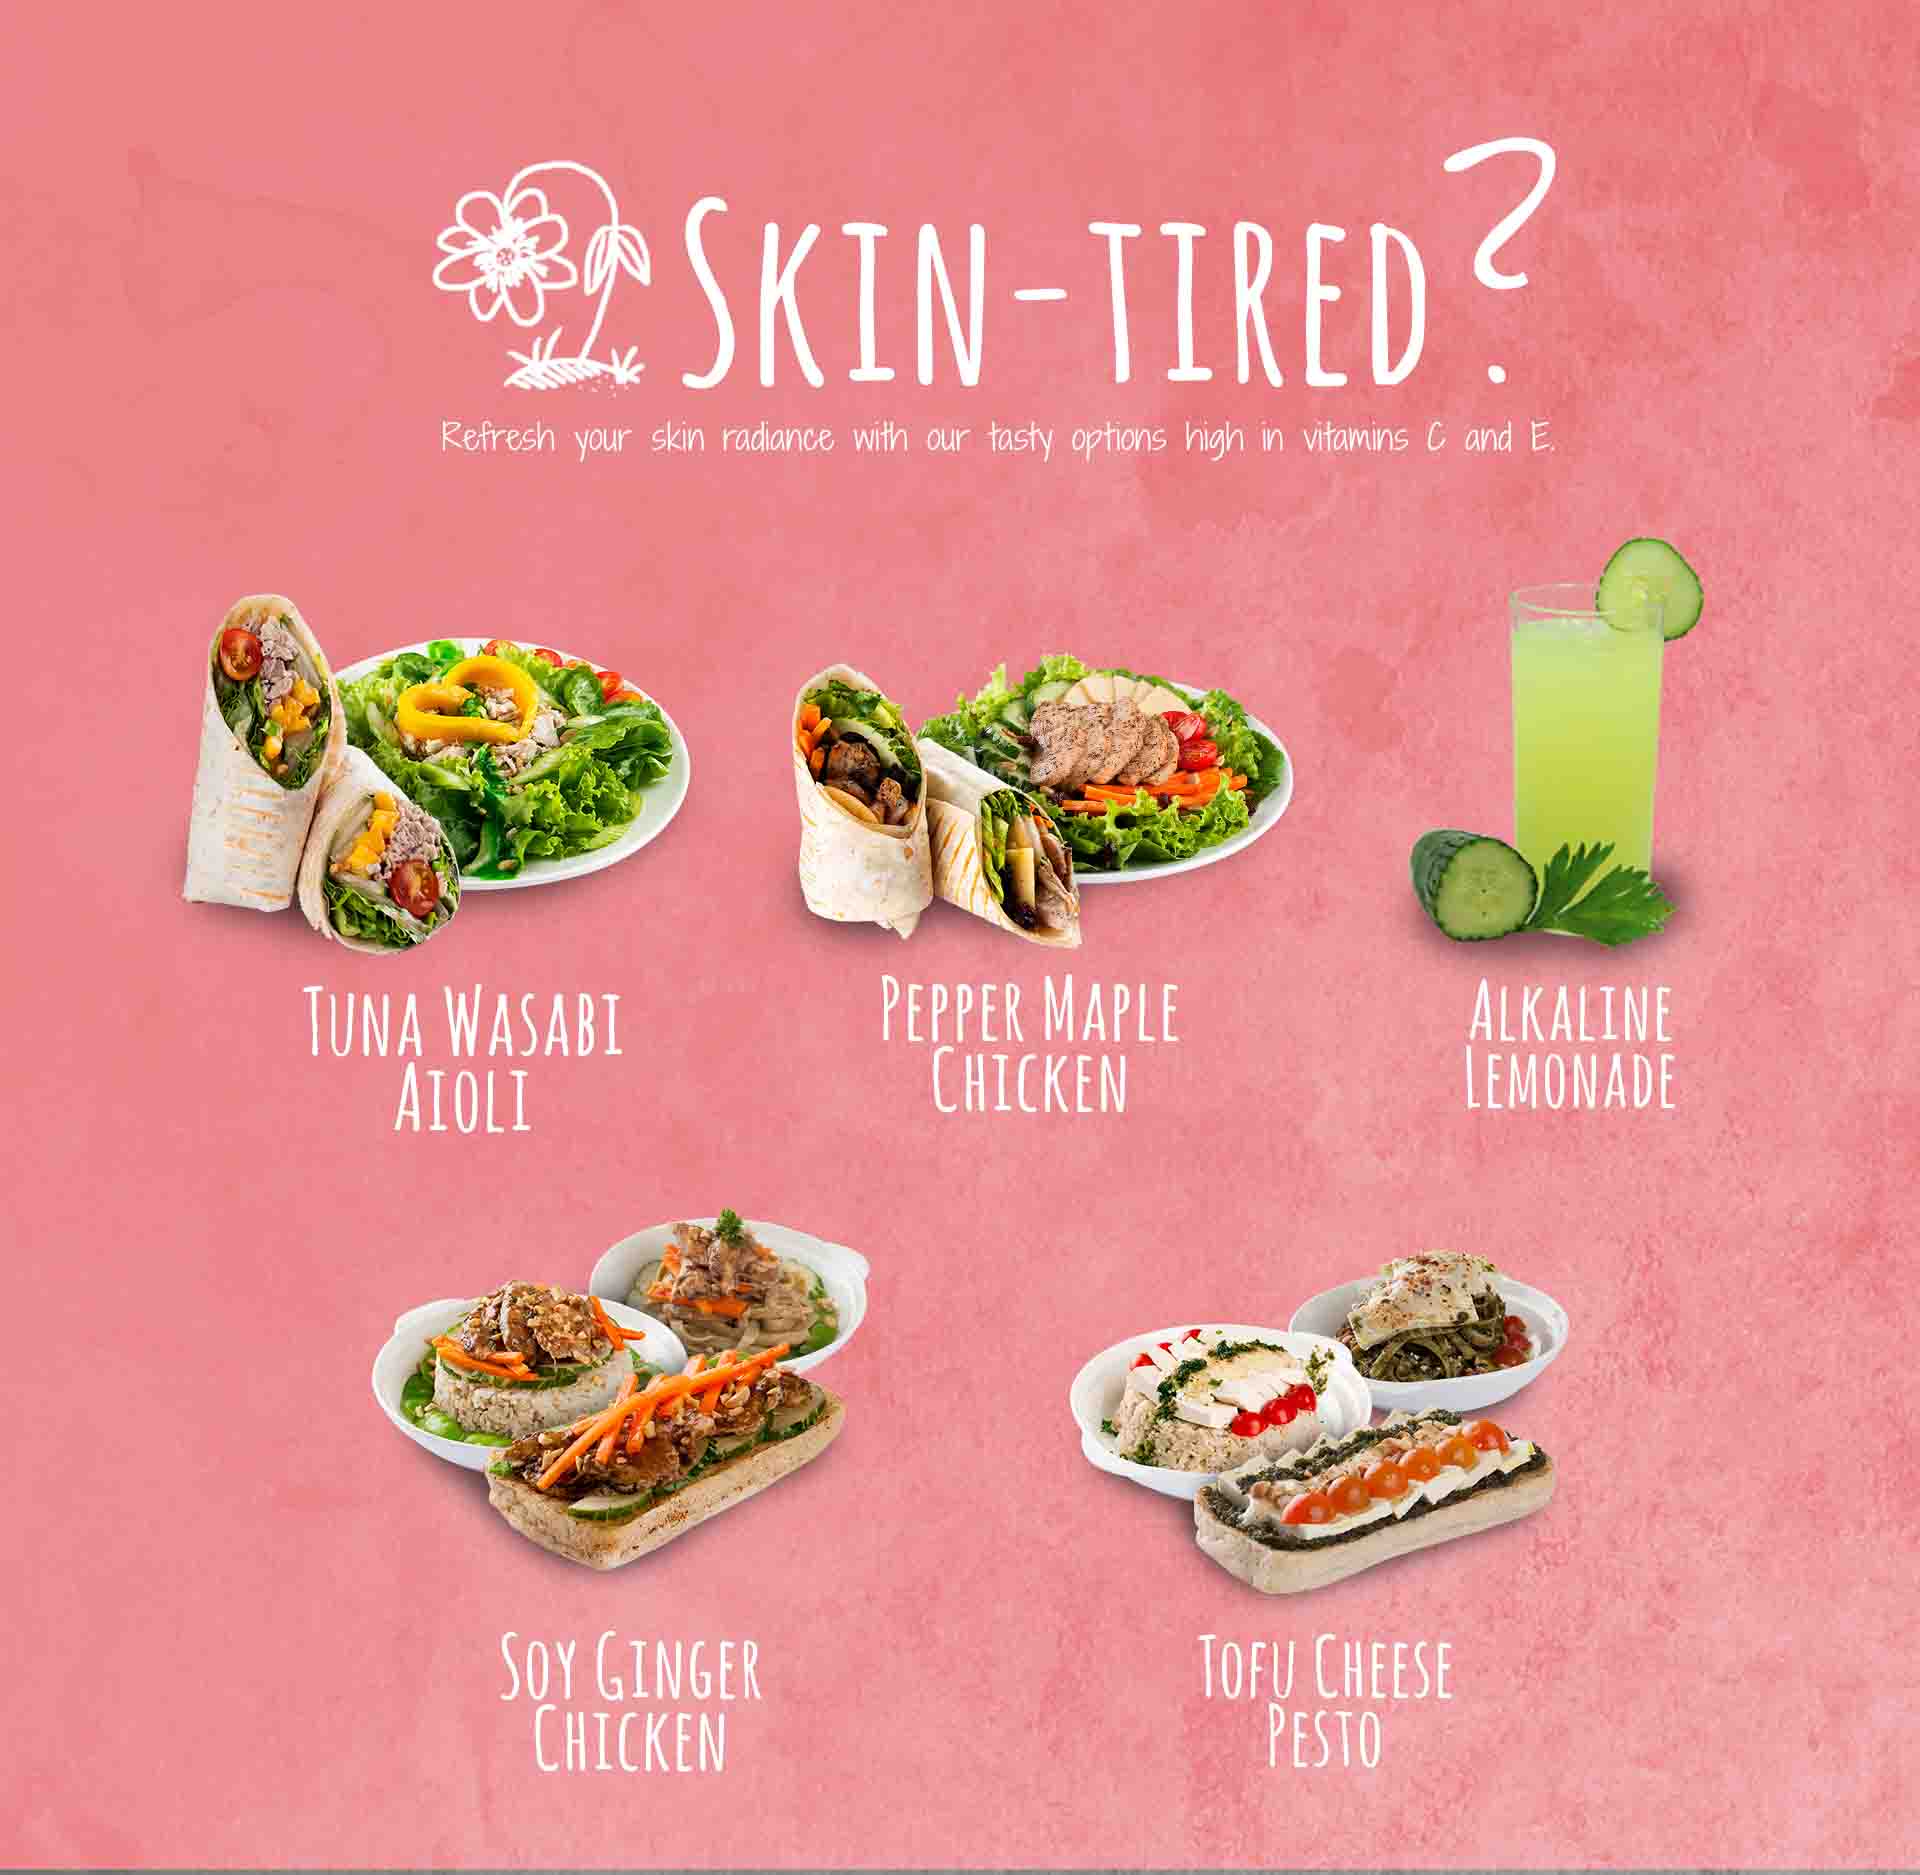 Skin-tired?
Refresh your skin radiance with our tasty options high in vitamins C and E.
Tuna Wasabi
Aioli
Pepper Maple
Chicken
Alkaline
Lemonade
Soy Ginger
Chicken
Tofu Cheese
Pesto